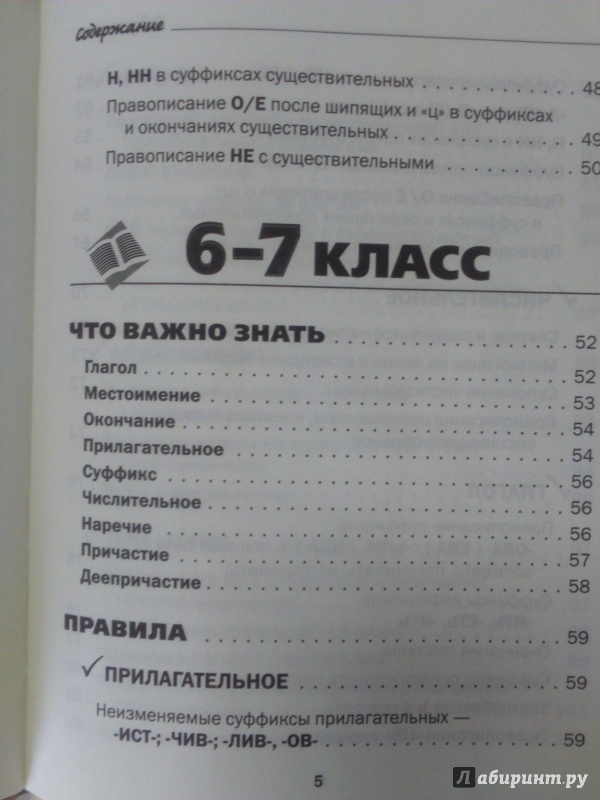 Содержание
Н, НН в суффиксах существительных . . . . . . . . . . . . . . 48
Правописание О/Е после шипящих и «ц» в суффиксах
и окончаниях существительных . . . . . . . . . . . . . . . . 49
Правописание НЕ с существительными . . . . . . . . . . . . 50
6–7 КЛАСС
ЧТО ВАЖНО ЗНАТЬ . . . . . . . . . . . . . . . . . 52
Глагол . . . . . . . . . . . . . . . . . . . . . . . . . 52
Местоимение . . . . . . . . . . . . . . . . . . . . . 53
Окончание . . . . . . . . . . . . . . . . . . . . . . . 54
Прилагательное . . . . . . . . . . . . . . . . . . . 54
Суффикс . . . . . . . . . . . . . . . . . . . . . . . . 56
Числительное . . . . . . . . . . . . . . . . . . . . . 56
Наречие . . . . . . . . . . . . . . . . . . . . . . . . 56
Причастие . . . . . . . . . . . . . . . . . . . . . . . 57
Деепричастие . . . . . . . . . . . . . . . . . . . . . 58
ПРАВИЛА . . . . . . . . . . . . . . . . . . . . . . . . 59
✓ ПРИЛАГАТЕЛЬНОЕ . . . . . . . . . . . . . . . . 59
Неизменяемые суффиксы прилагательных —
-ИСТ-; -ЧИВ-; -ЛИВ-, -ОВ- . . . . . . . . . . . . . . 59
5
Лабиринт.ру